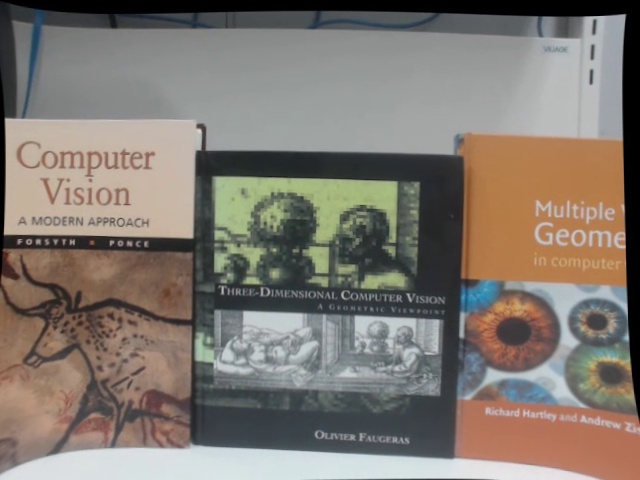 Computer
Vision
A MODERN APPROACH
FORSYTH PONCE
THREE-DIMENSIONAL COMPUTER VISION
A GEOMETRIC VIEWPOINT
OLIVIER FAUGERAS
Multiple
Geome
in computer
Richard Hartley and Andrew Zis